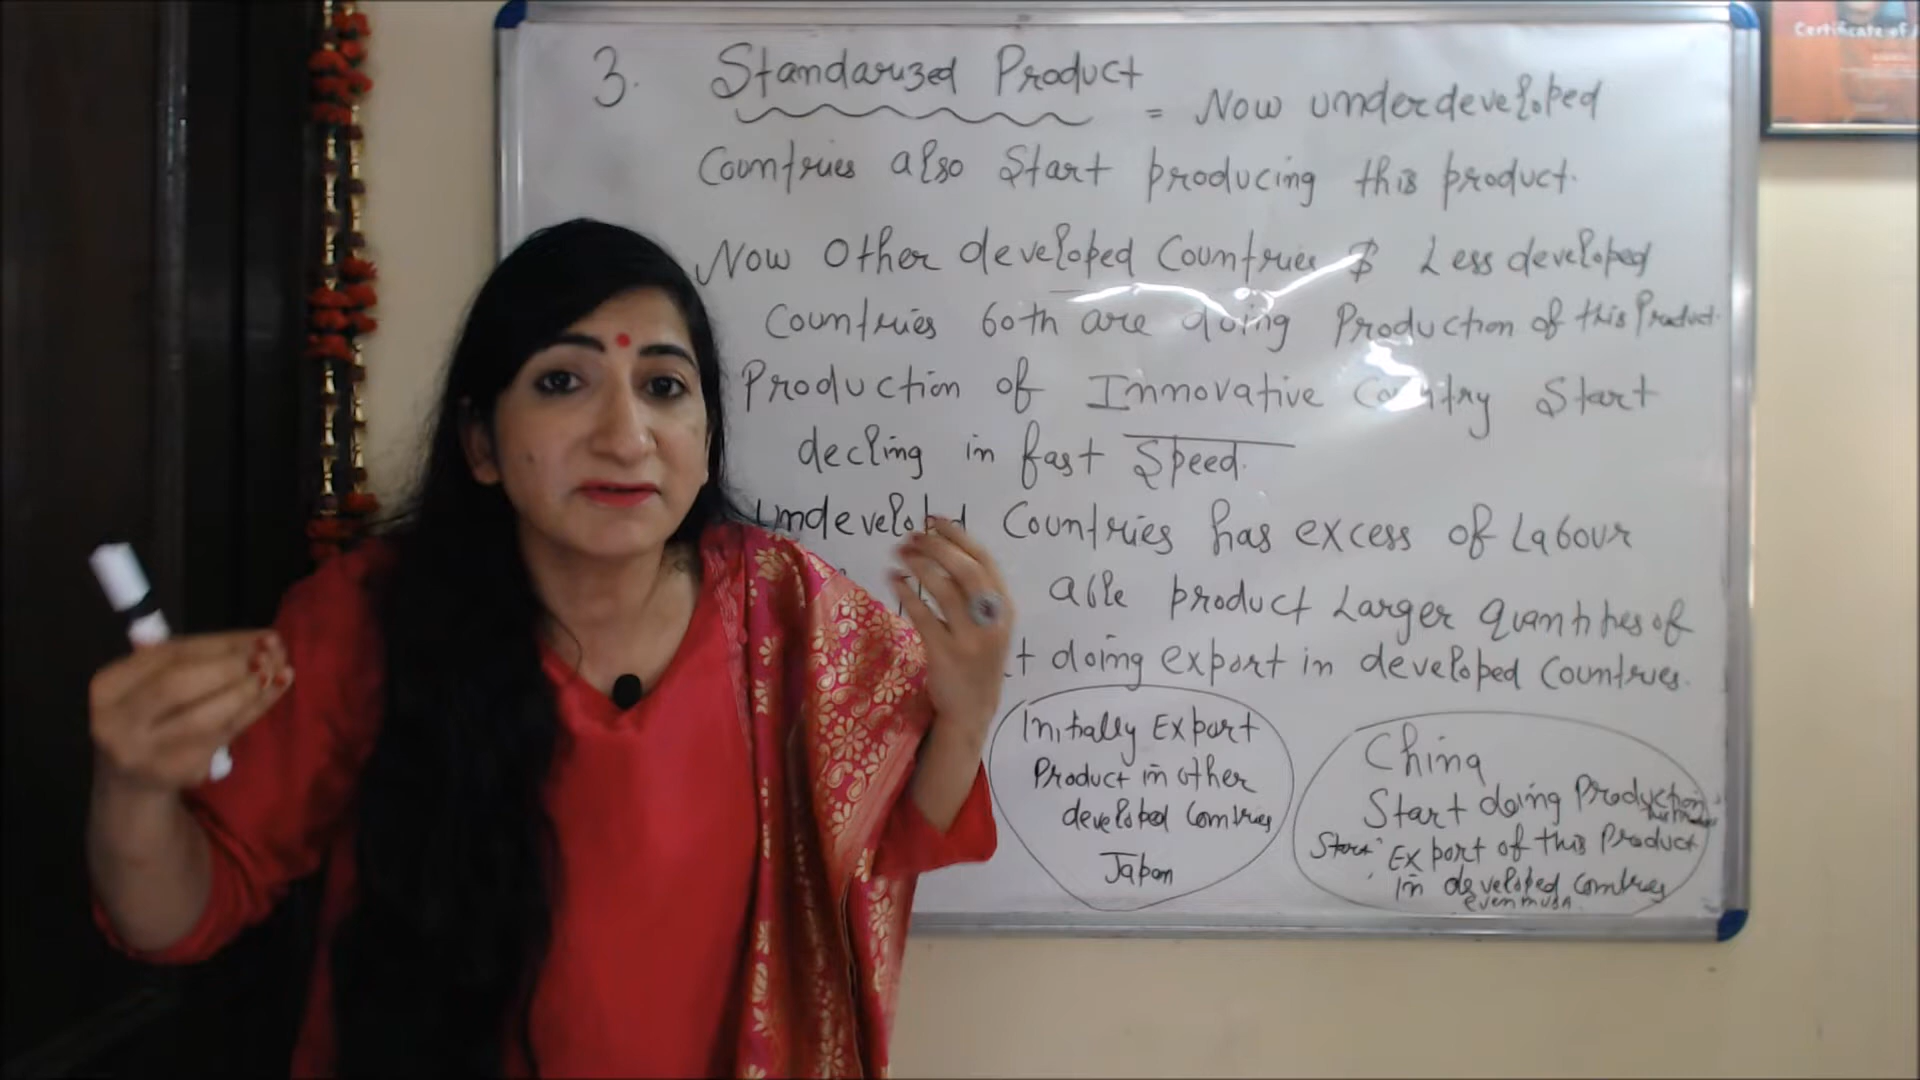 3. Standarized Product
= Now underdeveloped
Countries also Start producing this product.
Now Other developed Countries & Less developed
Countries both are doing Production of this Product.
Production of Innovative Country Start
decling in fast Speed.
Undeveloped Countries has excess of Labour
able product Larger quantities of
doing export in developed Countries.
Initially Export
Product in other
developed Countries
Japan
China
Start doing Production
Start Export of this Product
in developed Countries
even in USA
Certificate of